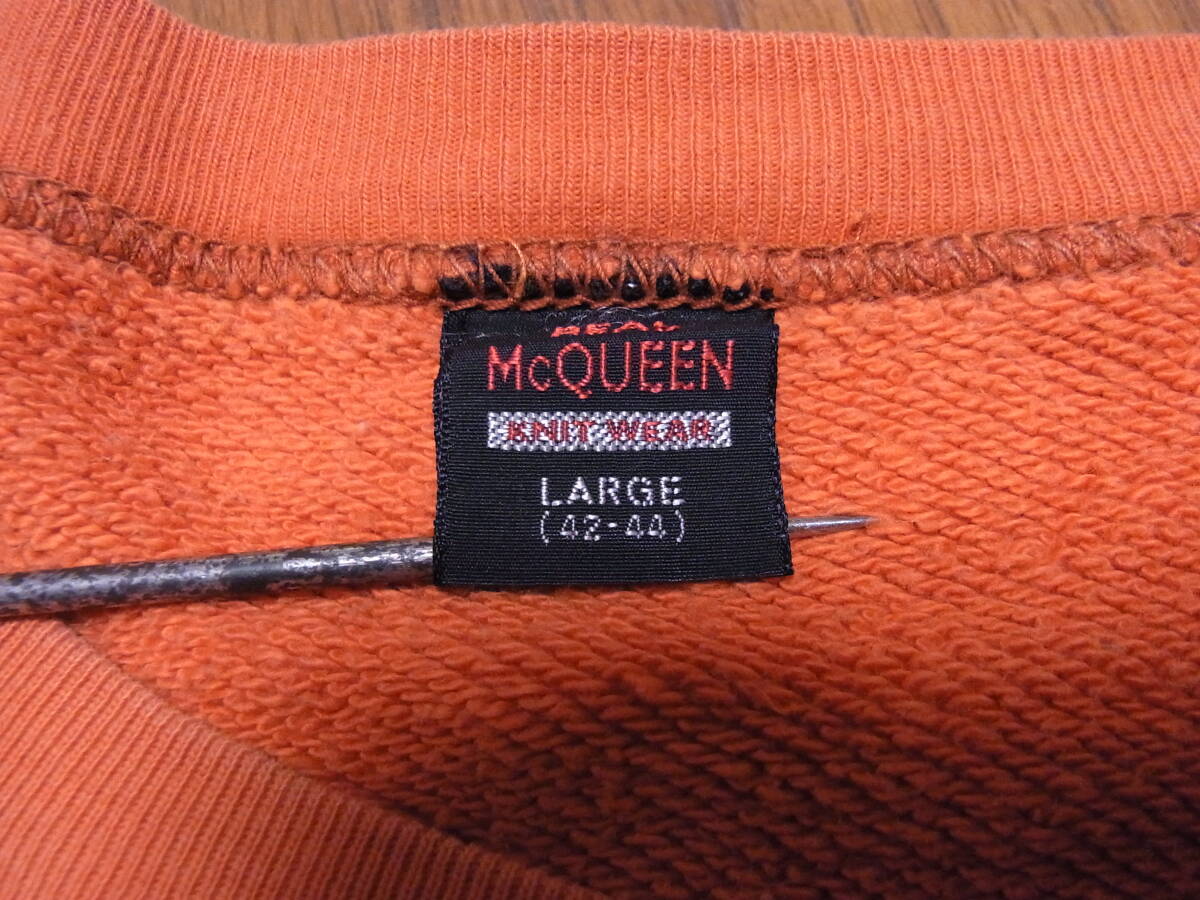 REAL
McQUEEN
KNIT WEAR
LARGE
(42-44)